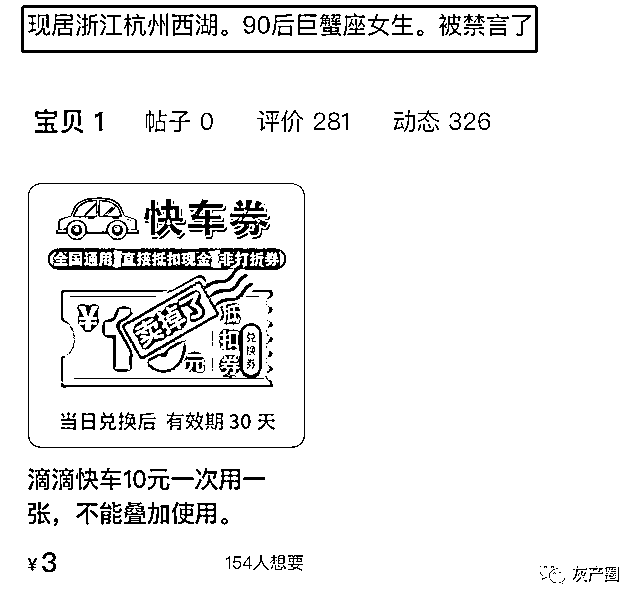 现居浙江杭州西湖。90后巨蟹座女生。被禁言了
宝贝 1 帖子 0 评价 281 动态 326
快车券
全国通用 直接抵扣现金 非打折券
¥10元 抵扣券 兑换券
卖掉了
当日兑换后 有效期 30 天
滴滴快车10元一次用一
张，不能叠加使用。
¥3 154人想要
灰产圈